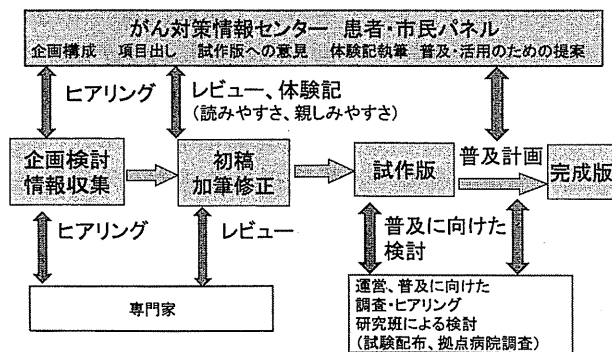 がん対策情報センター 患者・市民パネル
企画構成 項目出し 試作版への意見 体験記執筆 普及・活用のための提案
ヒアリング
レビュー、体験記
(読みやすさ、親しみやすさ)
企画検討
情報収集
初稿
加筆修正
試作版
普及計画
完成版
ヒアリング
レビュー
普及に向けた
検討
専門家
運営、普及に向けた
調査・ヒアリング
研究班による検討
(試験配布、拠点病院調査)